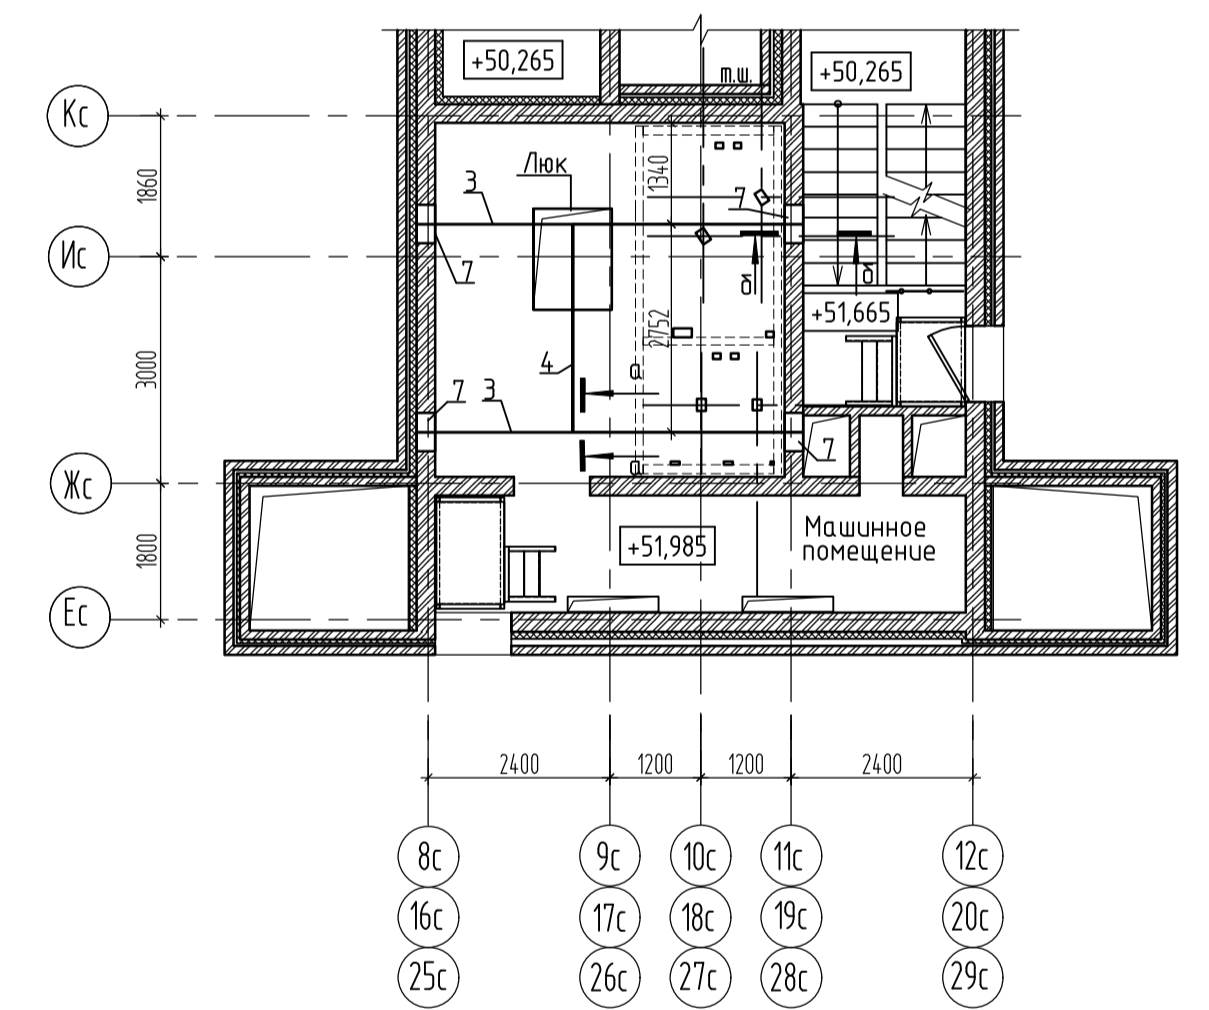 +50,265
т.ш.
+50,265
Кс
Люк
1860
3
1340
7
Ис
7
б
б
+51,665
3000
2752
4
а
7
3
7
а
Жс
Машинное
помещение
+51,985
1800
Ес
2400
1200
1200
2400
8с
9с
10с
11с
12с
16с
17с
18с
19с
20с
25с
26с
27с
28с
29с